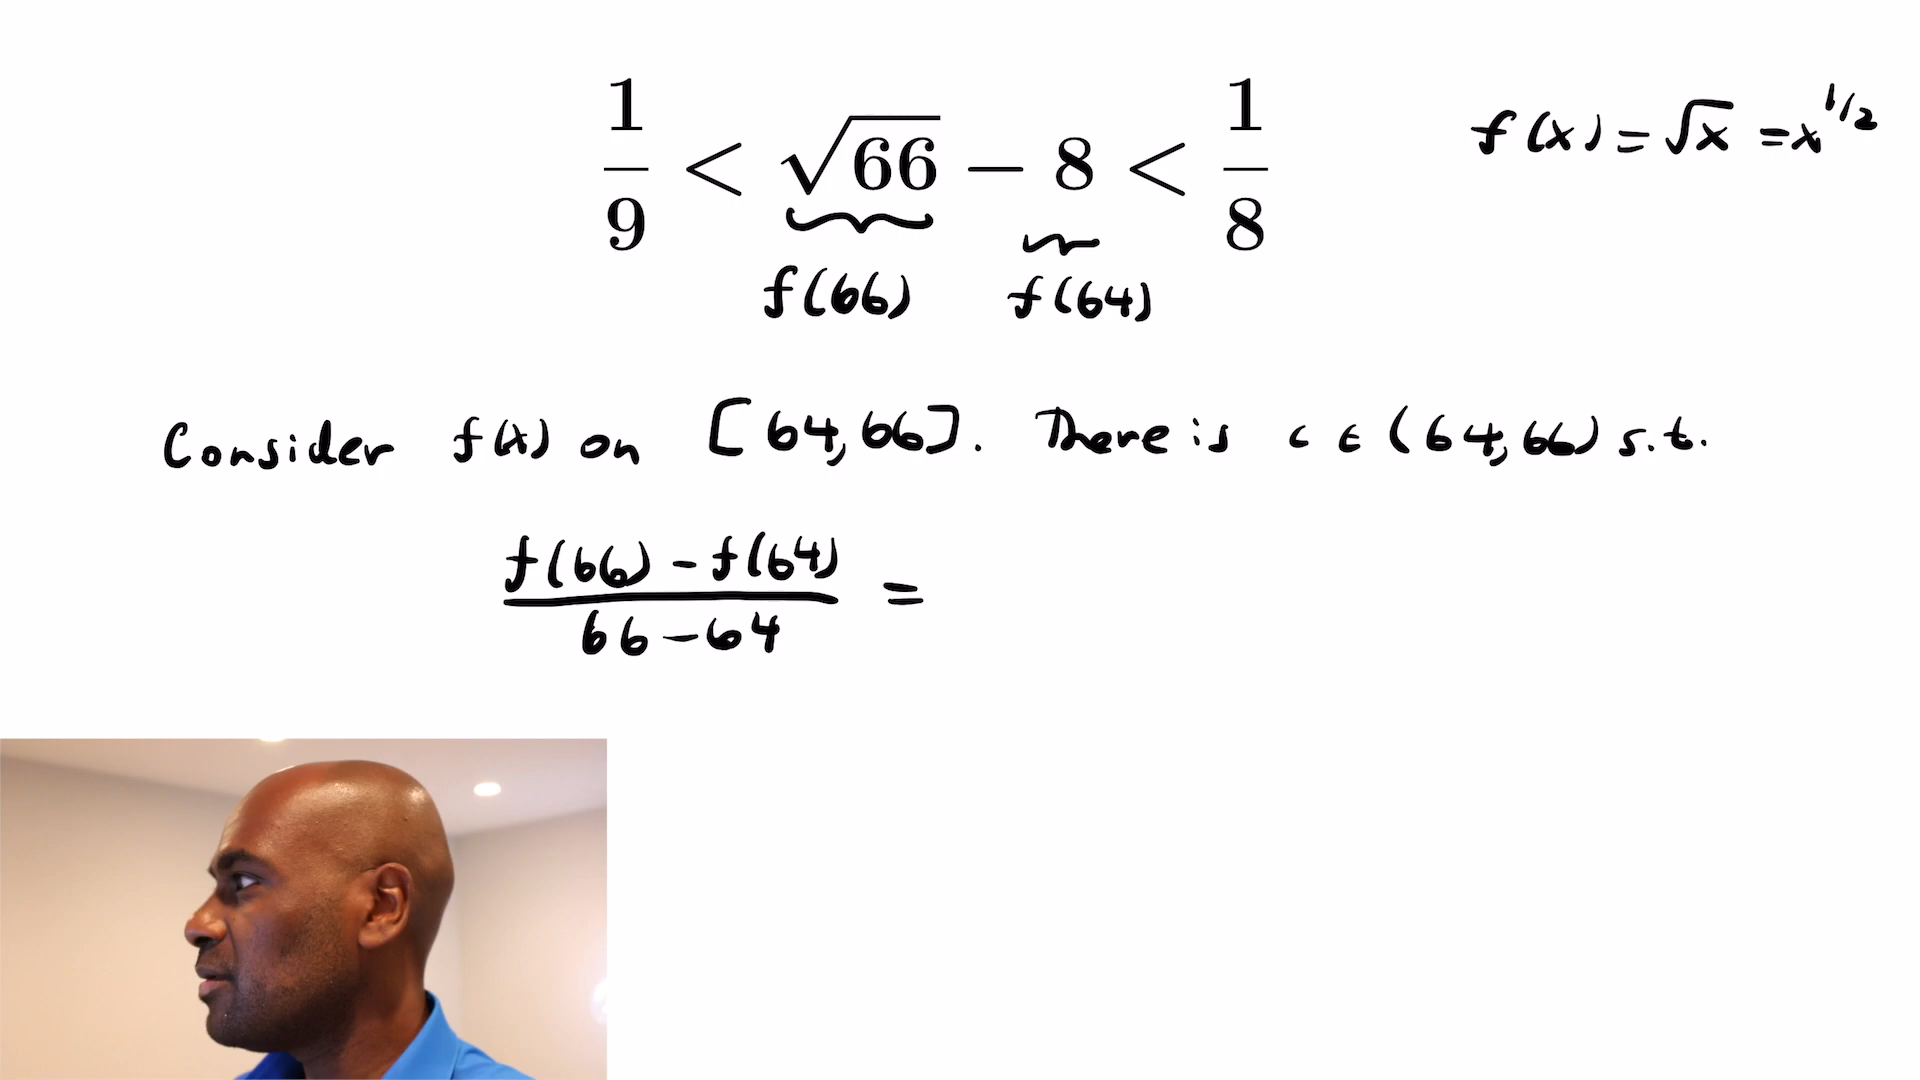 1/9 < √66 − 8 < 1/8
f(x) = √x = x^1/2
f(66) f(64)
Consider f(x) on [64,66]. There is c ∈ (64,66) s.t.
f(66) − f(64) / 66 − 64 =